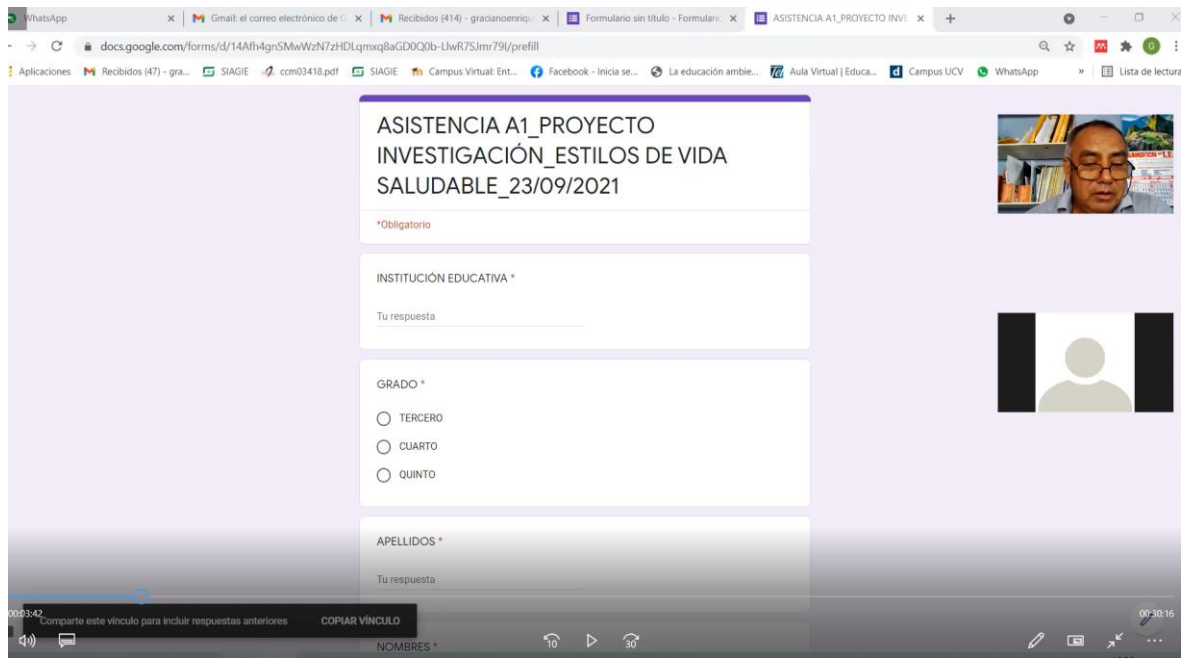 WhatsApp
Gmail: el correo electrónico de G
Recibidos (414) - gracianoenriqu
Formulario sin título - Formulario
ASISTENCIA A1_PROYECTO INVE
docs.google.com/forms/d/14Afh4gnSMwWzN7zHDLqmxq8aGD0Q0b-LlwR7SJmr79I/prefill
Aplicaciones
Recibidos (47) - gra...
SIAGIE
ccm03418.pdf
SIAGIE
Campus Virtual: Ent...
Facebook - Inicia se...
La educación ambie...
Aula Virtual | Educa...
Campus UCV
WhatsApp
»
Lista de lectura
ASISTENCIA A1_PROYECTO
INVESTIGACIÓN_ESTILOS DE VIDA
SALUDABLE_23/09/2021
*Obligatorio
INSTITUCIÓN EDUCATIVA *
Tu respuesta
GRADO *
TERCERO
CUARTO
QUINTO
APELLIDOS *
Tu respuesta
00:03:42
00:30:16
Comparte este vínculo para incluir respuestas anteriores
COPIAR VÍNCULO
NOMBRES *
10
30